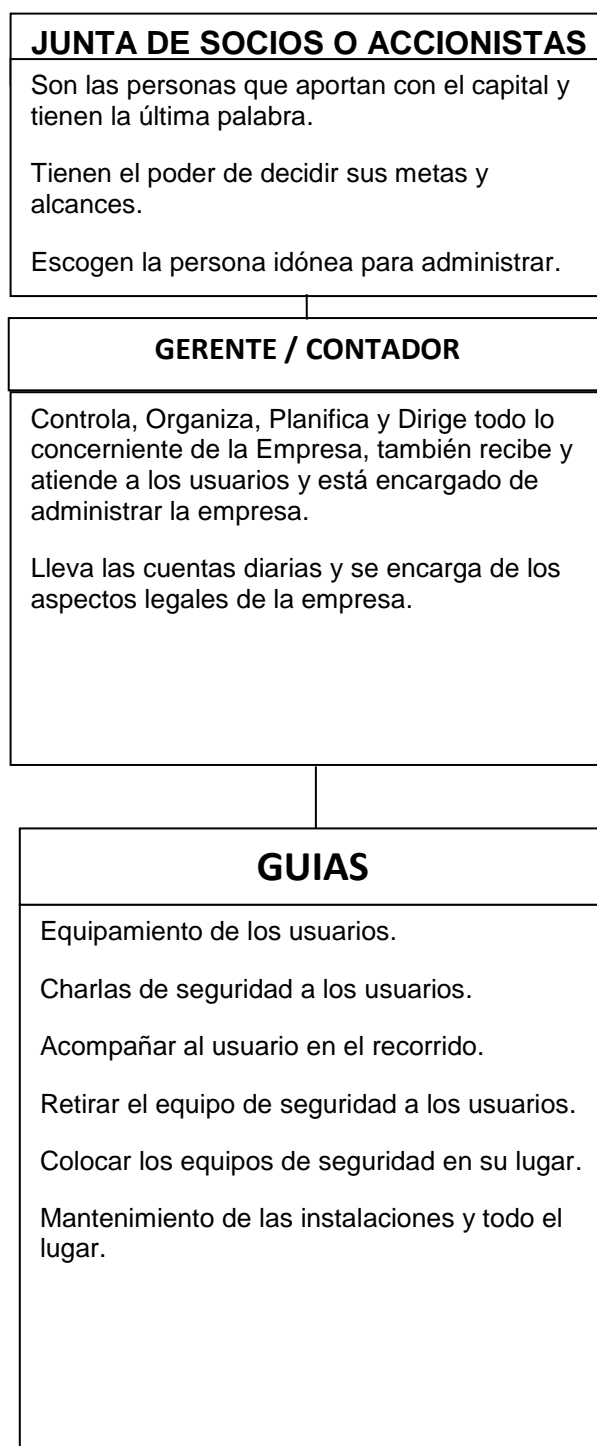 JUNTA DE SOCIOS O ACCIONISTAS
Son las personas que aportan con el capital y
tienen la última palabra.
Tienen el poder de decidir sus metas y
alcances.
Escogen la persona idónea para administrar.
GERENTE / CONTADOR
Controla, Organiza, Planifica y Dirige todo lo
concerniente de la Empresa, también recibe y
atiende a los usuarios y está encargado de
administrar la empresa.
Lleva las cuentas diarias y se encarga de los
aspectos legales de la empresa.
GUIAS
Equipamiento de los usuarios.
Charlas de seguridad a los usuarios.
Acompañar al usuario en el recorrido.
Retirar el equipo de seguridad a los usuarios.
Colocar los equipos de seguridad en su lugar.
Mantenimiento de las instalaciones y todo el
lugar.